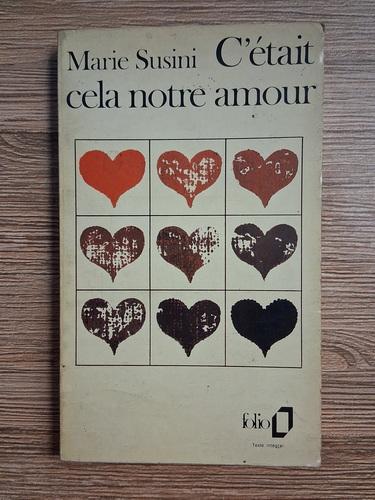 Marie Susini C'était
cela notre amour
folio
Texte intégral